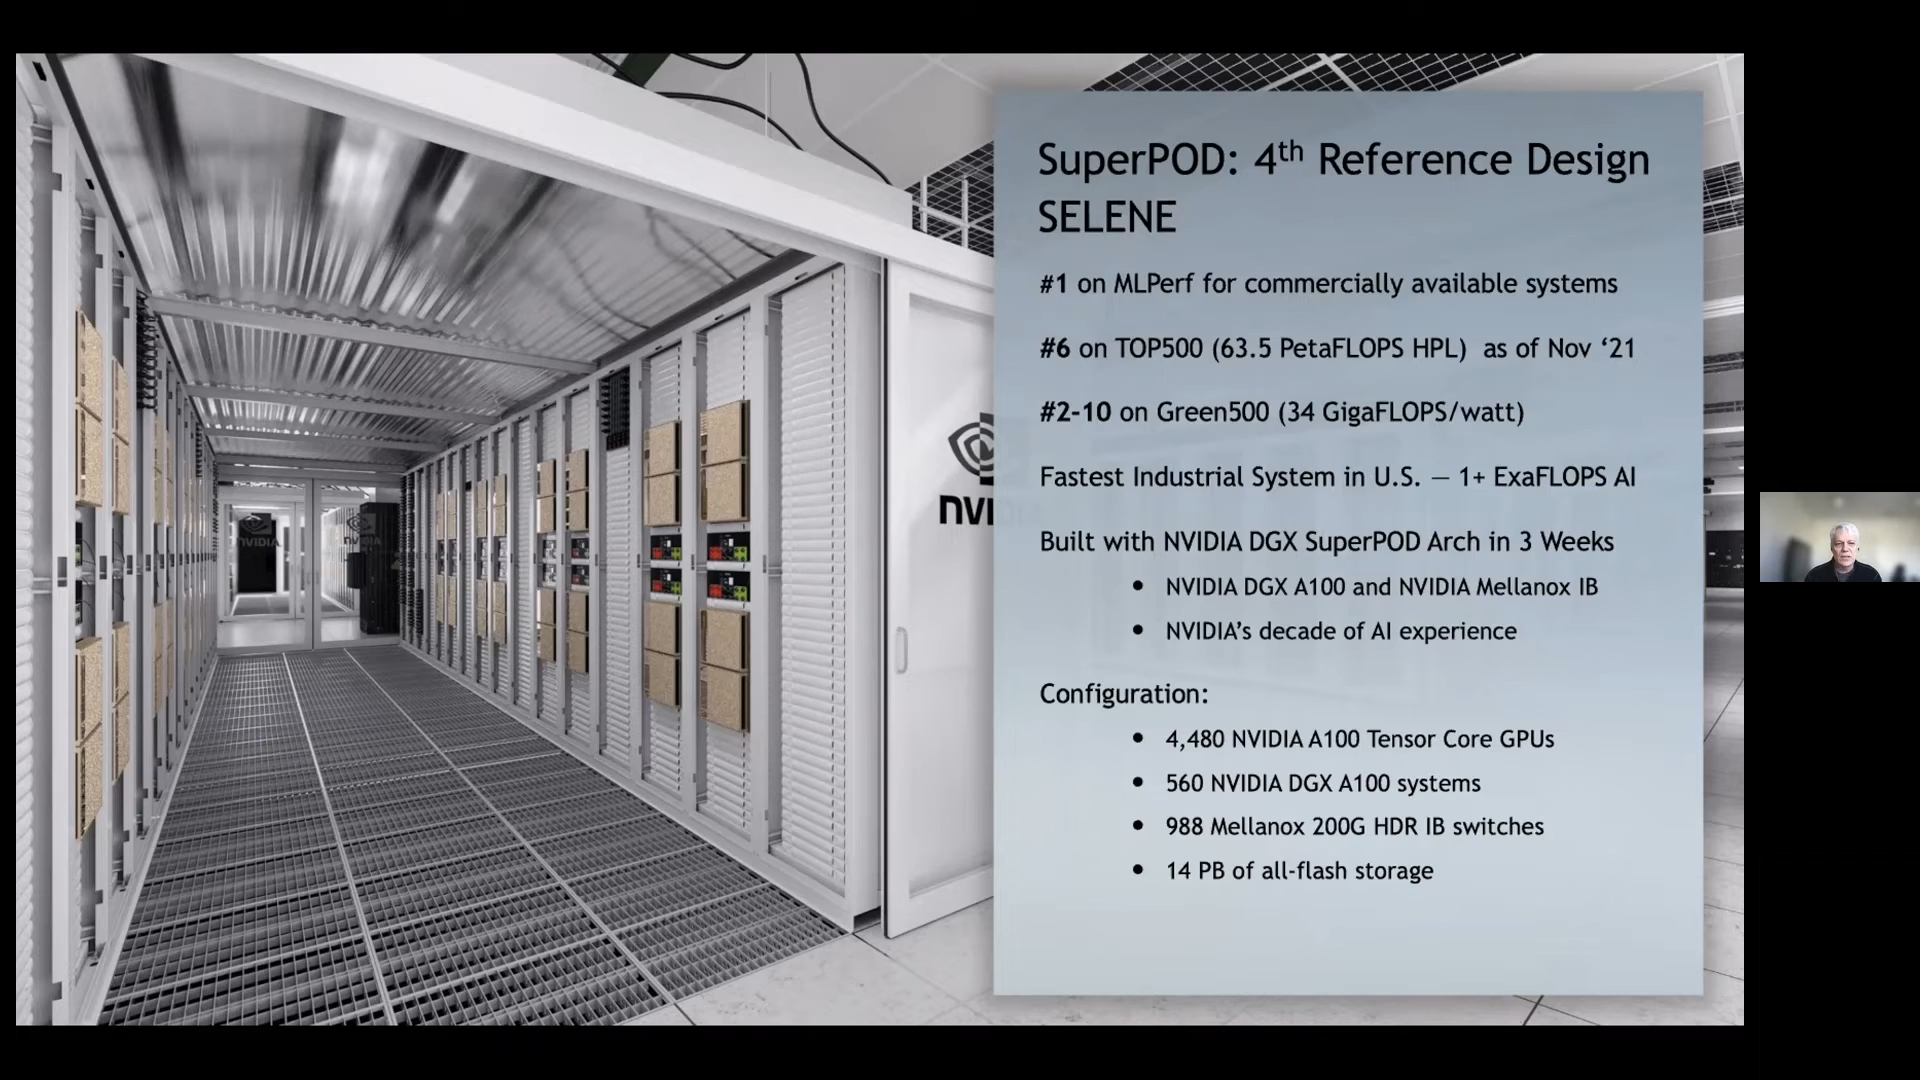 SuperPOD: 4th Reference Design
SELENE
#1 on MLPerf for commercially available systems
#6 on TOP500 (63.5 PetaFLOPS HPL) as of Nov ‘21
#2-10 on Green500 (34 GigaFLOPS/watt)
Fastest Industrial System in U.S. — 1+ ExaFLOPS AI
Built with NVIDIA DGX SuperPOD Arch in 3 Weeks
• NVIDIA DGX A100 and NVIDIA Mellanox IB
• NVIDIA’s decade of AI experience
Configuration:
• 4,480 NVIDIA A100 Tensor Core GPUs
• 560 NVIDIA DGX A100 systems
• 988 Mellanox 200G HDR IB switches
• 14 PB of all-flash storage
NVI